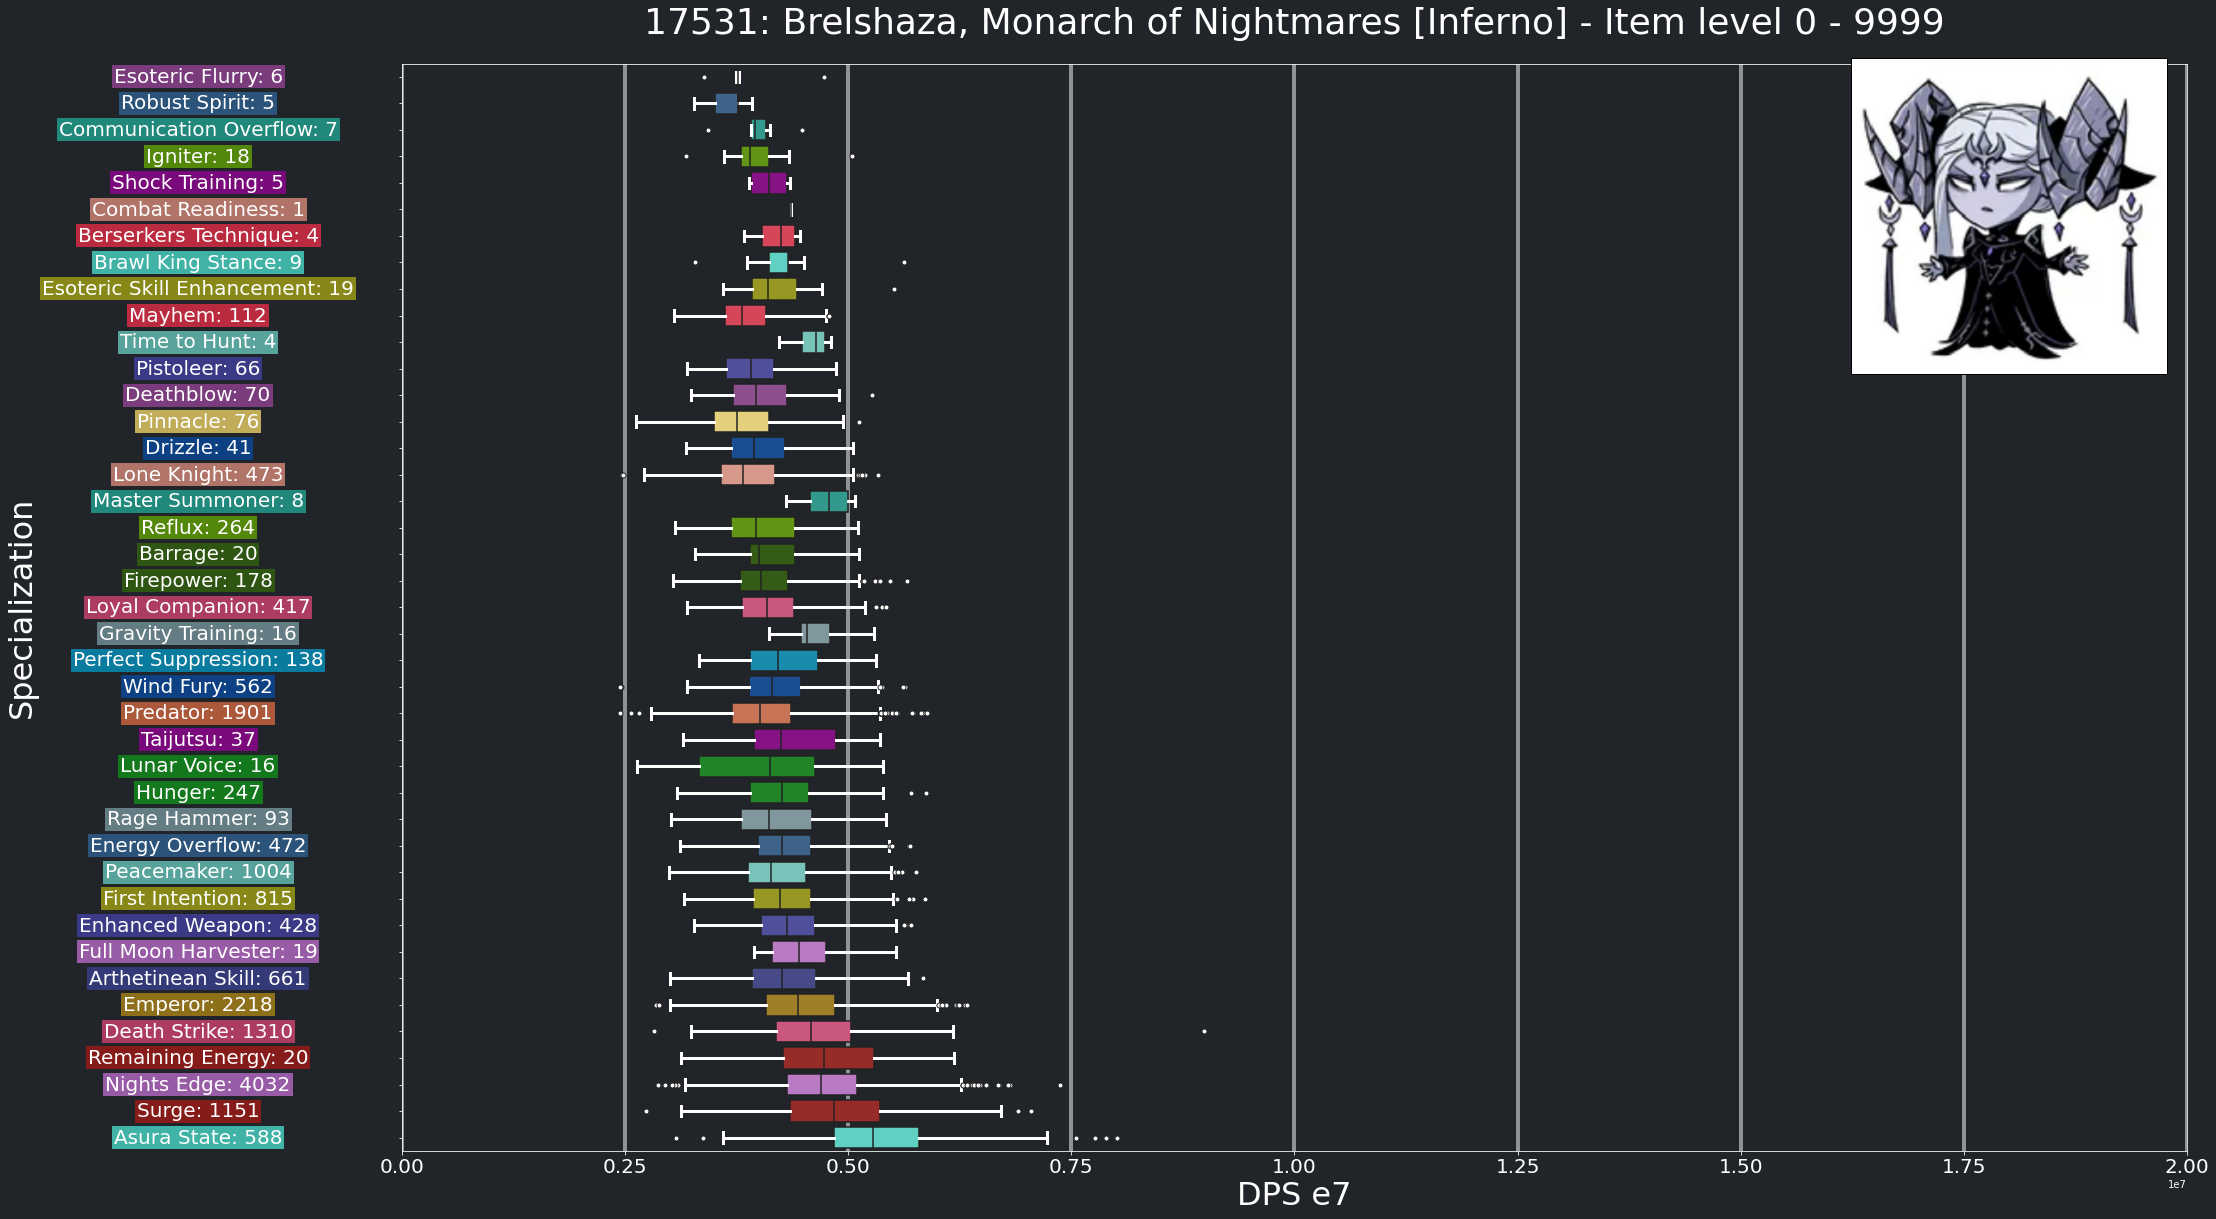 17531: Brelshaza, Monarch of Nightmares [Inferno] - Item level 0 - 9999
Specialization
Esoteric Flurry: 6
Robust Spirit: 5
Communication Overflow: 7
Igniter: 18
Shock Training: 5
Combat Readiness: 1
Berserkers Technique: 4
Brawl King Stance: 9
Esoteric Skill Enhancement: 19
Mayhem: 112
Time to Hunt: 4
Pistoleer: 66
Deathblow: 70
Pinnacle: 76
Drizzle: 41
Lone Knight: 473
Master Summoner: 8
Reflux: 264
Barrage: 20
Firepower: 178
Loyal Companion: 417
Gravity Training: 16
Perfect Suppression: 138
Wind Fury: 562
Predator: 1901
Taijutsu: 37
Lunar Voice: 16
Hunger: 247
Rage Hammer: 93
Energy Overflow: 472
Peacemaker: 1004
First Intention: 815
Enhanced Weapon: 428
Full Moon Harvester: 19
Arthetinean Skill: 661
Emperor: 2218
Death Strike: 1310
Remaining Energy: 20
Nights Edge: 4032
Surge: 1151
Asura State: 588
0.00 0.25 0.50 0.75 1.00 1.25 1.50 1.75 2.00
1e7
DPS e7